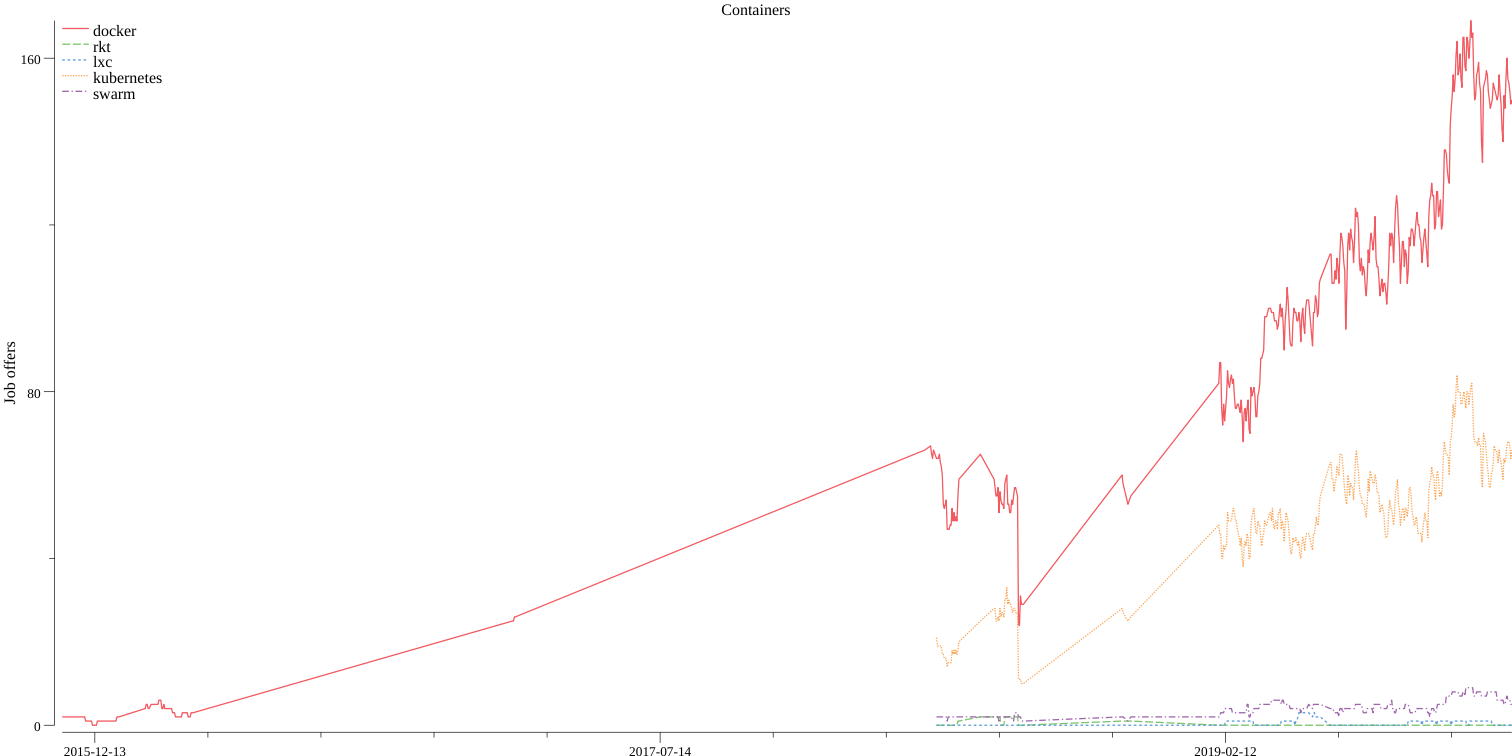 Containers
docker
rkt
lxc
kubernetes
swarm
160
80
0
Job offers
2015-12-13
2017-07-14
2019-02-12